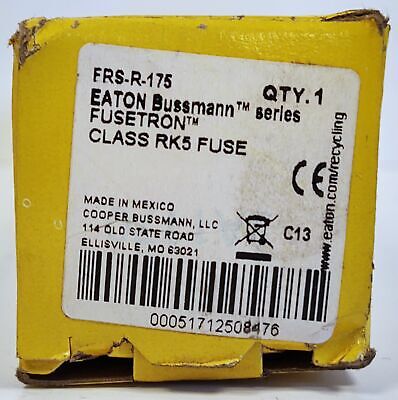 FRS-R-175
QTY.1
EATON Bussmann™ series
FUSETRON™
CLASS RK5 FUSE
CE
www.eaton.com/recycling
MADE IN MEXICO
COOPER BUSSMANN, LLC
114 OLD STATE ROAD
ELLISVILLE, MO 63021
C13
00051712508476